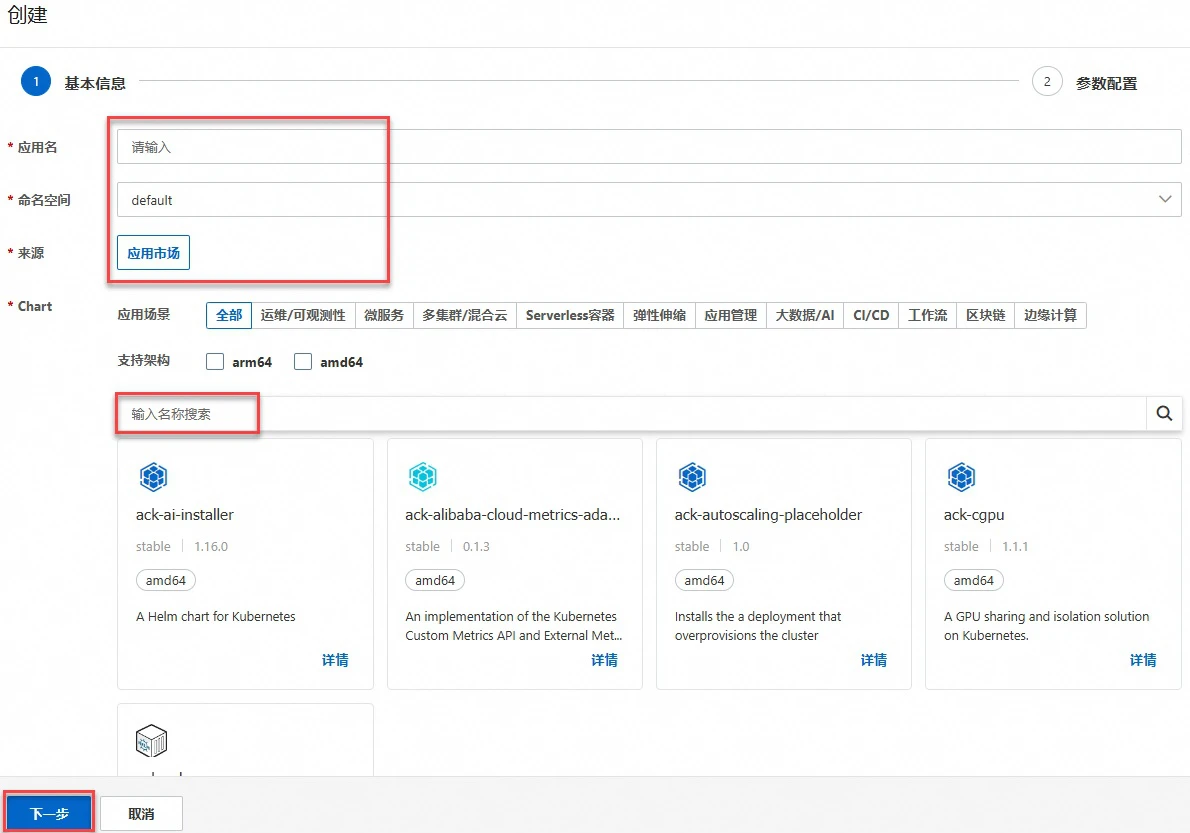 创建
1 基本信息 2 参数配置
* 应用名 请输入
* 命名空间 default
* 来源 应用市场
* Chart 应用场景 全部 运维/可观测性 微服务 多集群/混合云 Serverless容器 弹性伸缩 应用管理 大数据/AI CI/CD 工作流 区块链 边缘计算
支持架构 arm64 amd64
输入名称搜索
ack-ai-installer
stable 1.16.0
amd64
A Helm chart for Kubernetes
详情
ack-alibaba-cloud-metrics-ada...
stable 0.1.3
amd64
An implementation of the Kubernetes
Custom Metrics API and External Met...
详情
ack-autoscaling-placeholder
stable 1.0
amd64
Installs the a deployment that
overprovisions the cluster
详情
ack-cgpu
stable 1.1.1
amd64
A GPU sharing and isolation solution
on Kubernetes.
详情
下一步 取消